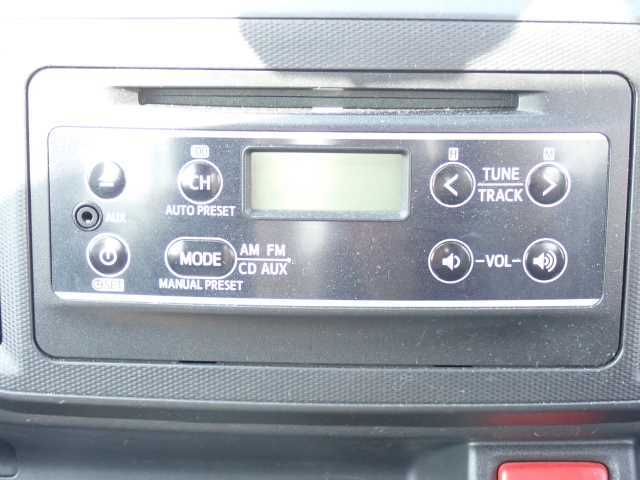 CH
AUTO PRESET
AUX
MODE
AM FM
CD AUX
MANUAL PRESET
H
M
TUNE
TRACK
VOL